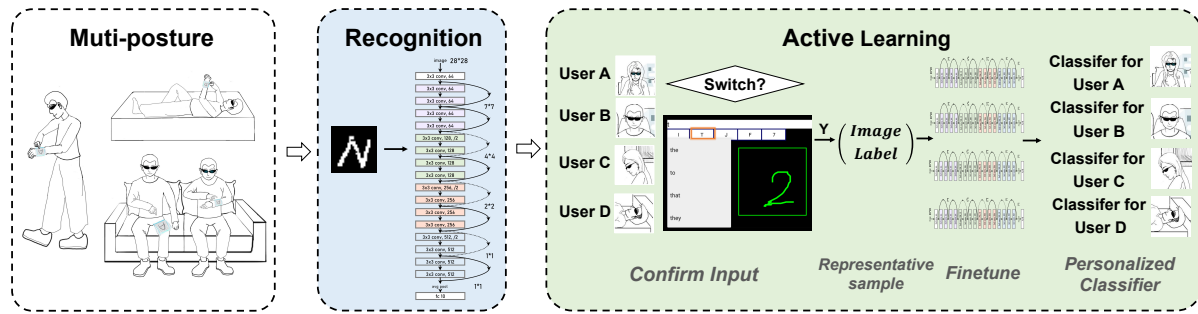 Muti-posture
Recognition
image 28*28
3x3 conv, 64
3x3 conv, 64
3x3 conv, 64
3x3 conv, 64
3x3 conv, 64
7*7
3x3 conv, 128, /2
3x3 conv, 128
3x3 conv, 128
3x3 conv, 128
4*4
3x3 conv, 256, /2
3x3 conv, 256
3x3 conv, 256
3x3 conv, 256
2*2
3x3 conv, 512, /2
3x3 conv, 512
3x3 conv, 512
3x3 conv, 512
1*1
avg pool
1*1
fc 10
N
Active Learning
User A
User B
User C
User D
Switch?
I T J F 7
the
to
that
they
2
Y
(Image
Label)
Classifer for
User A
Classifer for
User B
Classifer for
User C
Classifer for
User D
Confirm Input
Representative
sample
Finetune
Personalized
Classifier